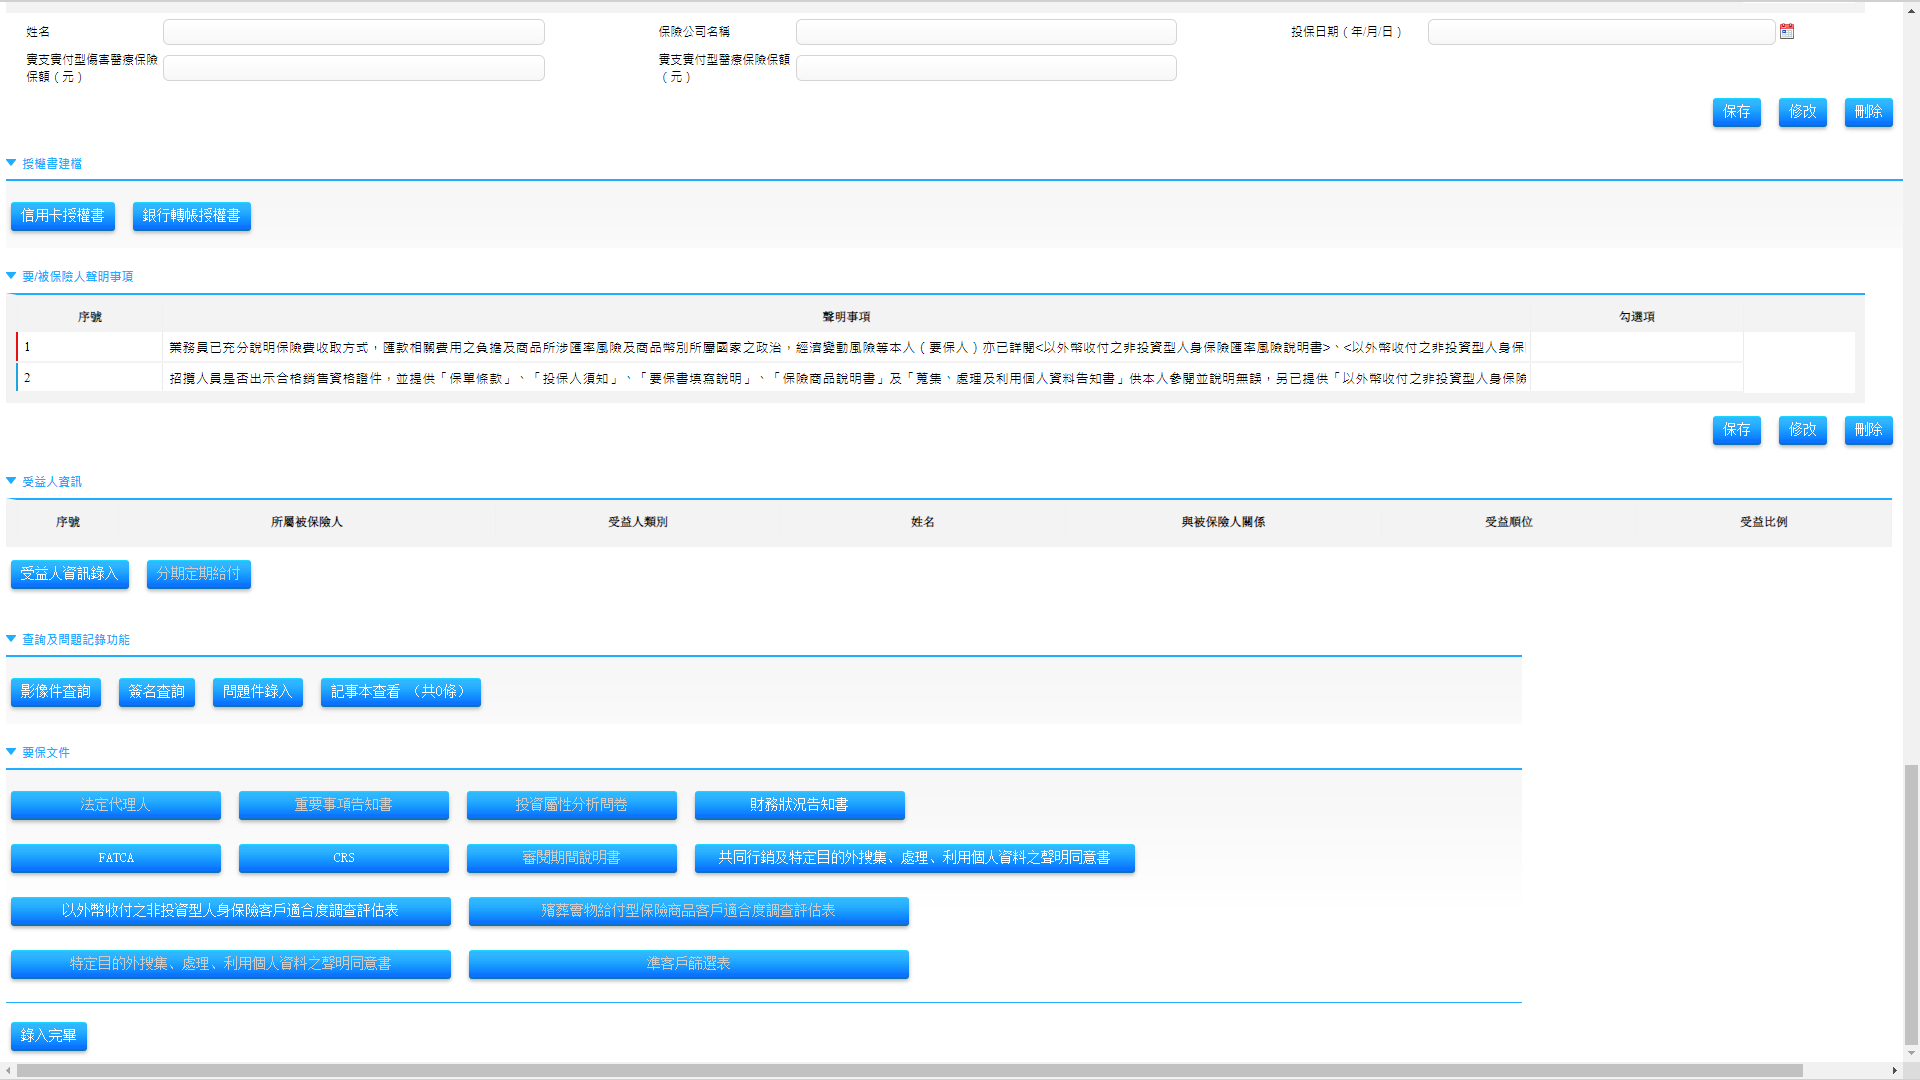 姓名 保險公司名稱 投保日期（年/月/日）
實支實付型傷害醫療保險保額（元） 實支實付型醫療保險保額（元）
保存 修改 刪除
授權書建檔
信用卡授權書 銀行轉帳授權書
要/被保險人聲明事項
序號 聲明事項 勾選項
1 業務員已充分說明保險費收取方式，匯款相關費用之負擔及商品所涉匯率風險及商品幣別所屬國家之政治，經濟變動風險等本人（要保人）亦已詳閱<以外幣收付之非投資型人身保險匯率風險說明書>、<以外幣收付之非投資型人身保
2 招攬人員是否出示合格銷售資格證件，並提供「保單條款」、「投保人須知」、「要保書填寫說明」、「保險商品說明書」及「蒐集、處理及利用個人資料告知書」供本人參閱並說明無誤，另已提供「以外幣收付之非投資型人身保險
保存 修改 刪除
受益人資訊
序號 所屬被保險人 受益人類別 姓名 與被保險人關係 受益順位 受益比例
受益人資訊錄入 分期定期給付
查詢及問題記錄功能
影像件查詢 簽名查詢 問題件錄入 記事本查看 （共0條）
要保文件
法定代理人 重要事項告知書 投資屬性分析問卷 財務狀況告知書
FATCA CRS 審閱期間說明書 共同行銷及特定目的外搜集、處理、利用個人資料之聲明同意書
以外幣收付之非投資型人身保險客戶適合度調查評估表 殯葬實物給付型保險商品客戶適合度調查評估表
特定目的外搜集、處理、利用個人資料之聲明同意書 準客戶篩選表
錄入完畢